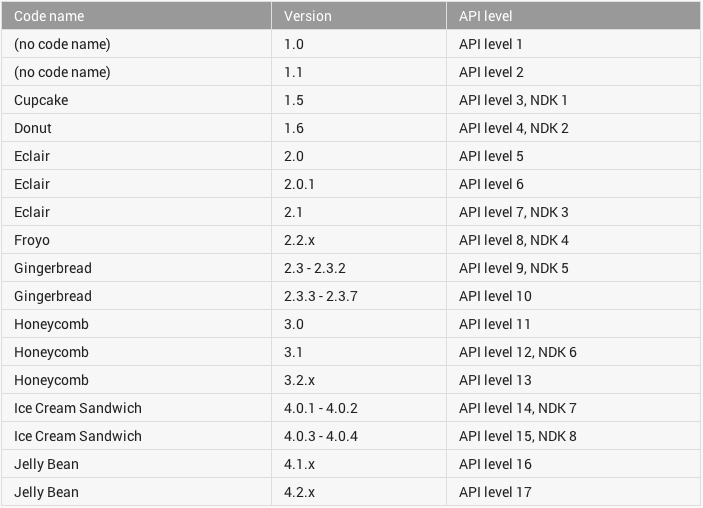 Code name Version API level
(no code name) 1.0 API level 1
(no code name) 1.1 API level 2
Cupcake 1.5 API level 3, NDK 1
Donut 1.6 API level 4, NDK 2
Eclair 2.0 API level 5
Eclair 2.0.1 API level 6
Eclair 2.1 API level 7, NDK 3
Froyo 2.2.x API level 8, NDK 4
Gingerbread 2.3 - 2.3.2 API level 9, NDK 5
Gingerbread 2.3.3 - 2.3.7 API level 10
Honeycomb 3.0 API level 11
Honeycomb 3.1 API level 12, NDK 6
Honeycomb 3.2.x API level 13
Ice Cream Sandwich 4.0.1 - 4.0.2 API level 14, NDK 7
Ice Cream Sandwich 4.0.3 - 4.0.4 API level 15, NDK 8
Jelly Bean 4.1.x API level 16
Jelly Bean 4.2.x API level 17